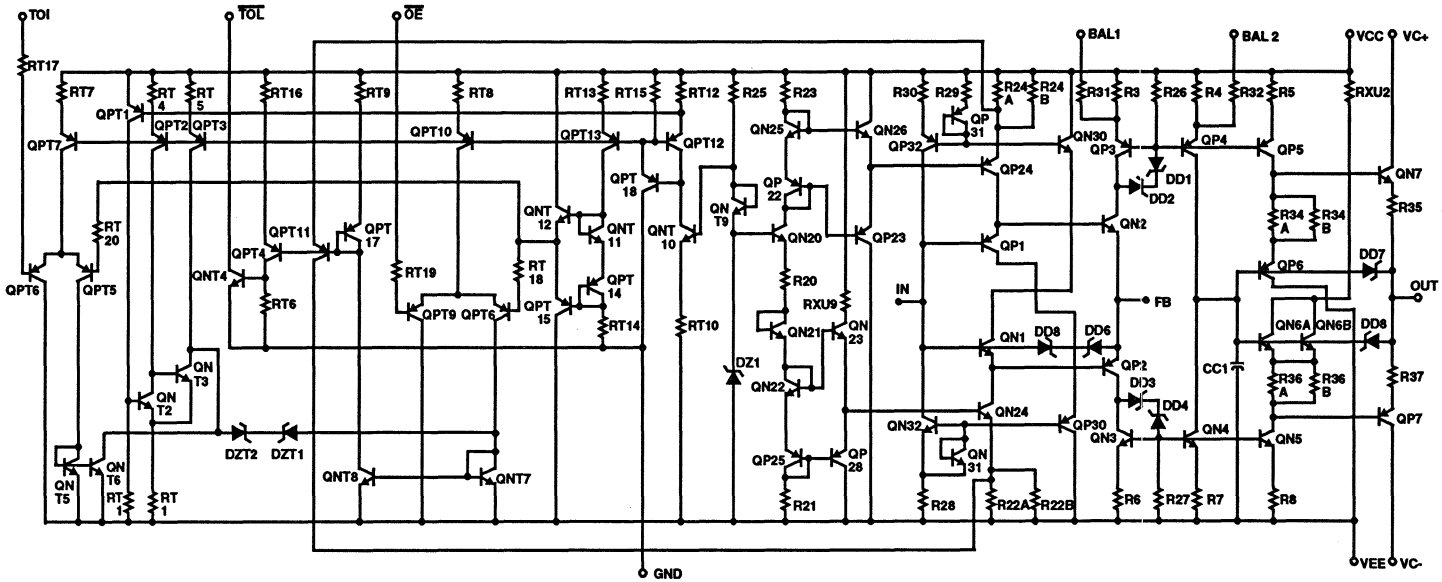 TOI
TOL
OE
BAL1
BAL 2
VCC
VC+
RT17
RT7
QPT1
RT
4
RT
5
RT16
RT9
RT8
RT13
RT15
RT12
R25
R23
R30
R29
R24
A
R24
B
R31
R3
R26
R4
R32
R5
RXU2
QPT7
QPT2
QPT3
QPT10
QPT13
QPT12
QN25
QN26
QP
31
QP32
QN30
QP3
QP4
QP5
QN7
QPT
18
QP
22
QP24
DD1
DD2
R35
RT
20
QPT11
QPT
17
QNT
12
QNT
11
QNT
10
QN
T9
QN20
QP23
QP1
QN2
R34
A
R34
B
QPT4
QNT4
RT18
QPT
14
QP6
DD7
QPT6
QPT5
RT6
RT19
QPT9
QPT6
QPT
15
RT14
RT10
R20
RXU9
IN
FB
OUT
QN21
QN
23
QN1
DD8
DD6
QN6A
QN6B
DD8
QN
T3
DZ1
QN22
QP2
CC1
R36
A
R36
B
R37
QN
T2
DD3
DD4
QN24
QN32
QP30
QN3
QN4
QN5
QP7
DZT2
DZT1
QN
T5
QN
T6
RT
1
RT
1
QNT8
QNT7
QP25
QP
28
QN
31
R21
R28
R22A
R22B
R6
R27
R7
R8
GND
VEE
VC-